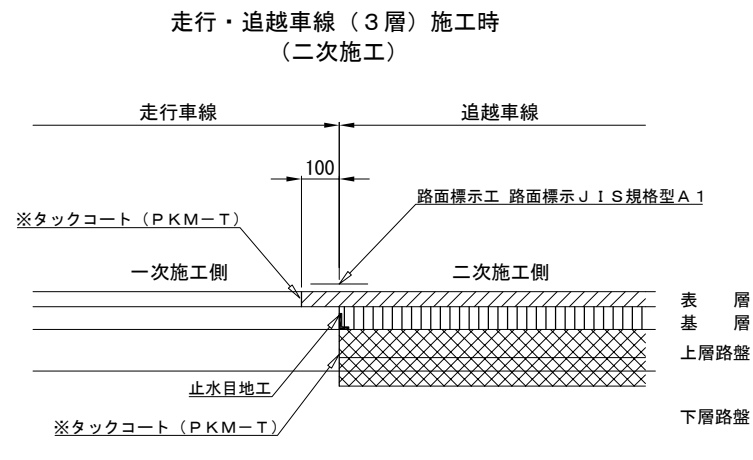 走行・追越車線（３層）施工時
（二次施工）
走行車線
追越車線
100
路面標示工 路面標示ＪＩＳ規格型Ａ１
※タックコート（ＰＫＭ－Ｔ）
一次施工側
二次施工側
表　　層
基　　層
上層路盤
止水目地工
下層路盤
※タックコート（ＰＫＭ－Ｔ）